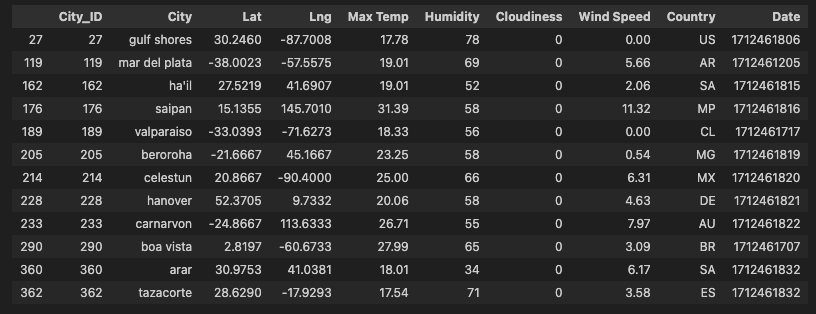 City_ID City Lat Lng Max Temp Humidity Cloudiness Wind Speed Country Date
27 27 gulf shores 30.2460 -87.7008 17.78 78 0 0.00 US 1712461806
119 119 mar del plata -38.0023 -57.5575 19.01 69 0 5.66 AR 1712461205
162 162 ha'il 27.5219 41.6907 19.01 52 0 2.06 SA 1712461815
176 176 saipan 15.1355 145.7010 31.39 58 0 11.32 MP 1712461816
189 189 valparaiso -33.0393 -71.6273 18.33 56 0 0.00 CL 1712461717
205 205 beroroha -21.6667 45.1667 23.25 58 0 0.54 MG 1712461819
214 214 celestun 20.8667 -90.4000 25.00 66 0 6.31 MX 1712461820
228 228 hanover 52.3705 9.7332 20.06 58 0 4.63 DE 1712461821
233 233 carnarvon -24.8667 113.6333 26.71 55 0 7.97 AU 1712461822
290 290 boa vista 2.8197 -60.6733 27.99 65 0 3.09 BR 1712461707
360 360 arar 30.9753 41.0381 18.01 34 0 6.17 SA 1712461832
362 362 tazacorte 28.6290 -17.9293 17.54 71 0 3.58 ES 1712461832